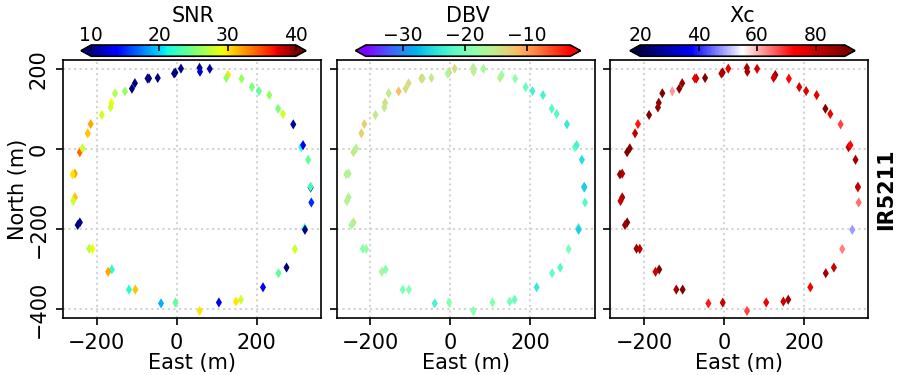 SNR DBV Xc
10 20 30 40 −30 −20 −10 20 40 60 80
200
0
−200
−400
North (m)
IR5211
−200 0 200 −200 0 200 −200 0 200
East (m) East (m) East (m)